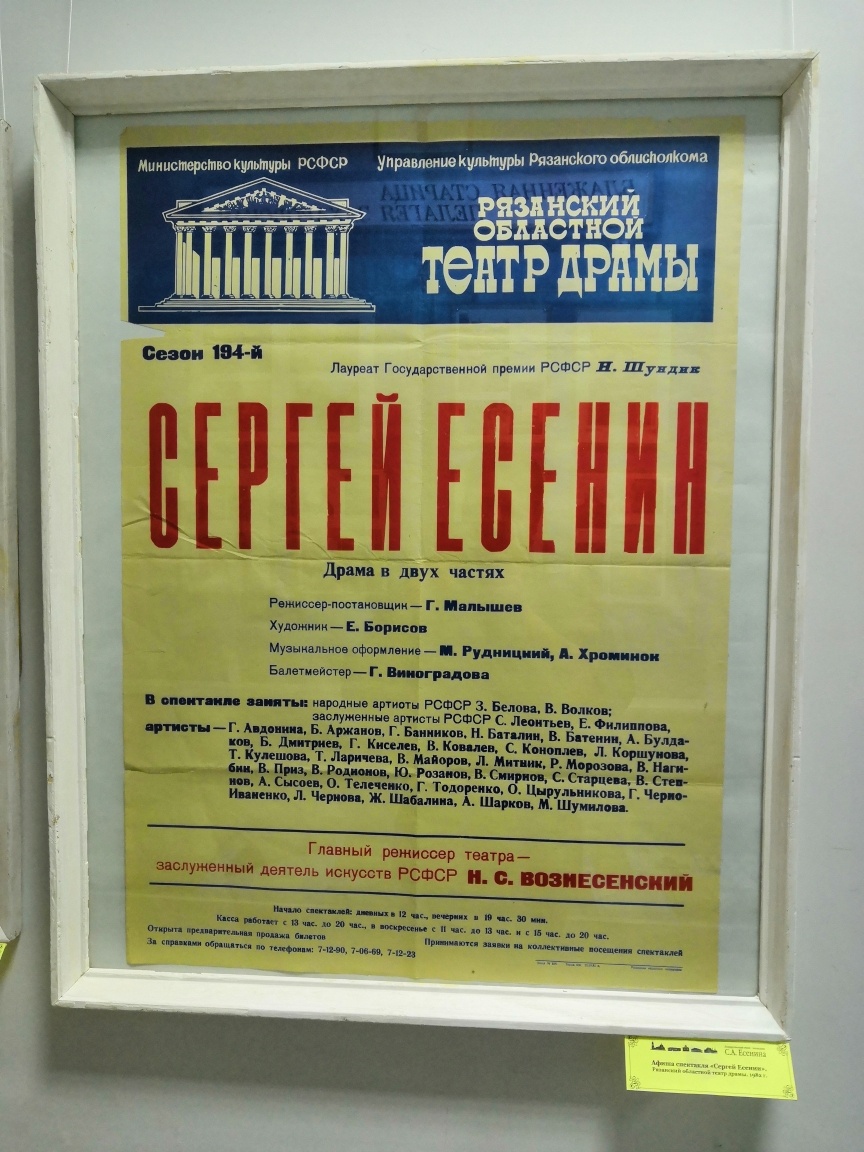 Министерство культуры РСФСР Управление культуры Рязанского облисполкома
РЯЗАНСКИЙ
ОБЛАСТНОЙ
ТЕАТР ДРАМЫ
Сезон 194-й
Лауреат Государственной премии РСФСР Н. Шундик
СЕРГЕЙ ЕСЕНИН
Драма в двух частях
Режиссер-постановщик — Г. Малышев
Художник — Е. Борисов
Музыкальное оформление — М. Рудницкий, А. Хроминок
Балетмейстер — Г. Виноградова
В спектакле заняты: народные артисты РСФСР З. Белова, В. Волков;
заслуженные артисты РСФСР С. Леонтьев, Е. Филиппова,
артисты — Г. Авдонина, Б. Аржанов, Г. Банников, Н. Баталин, В. Батенин, А. Булда-
ков, Б. Дмитриев, Г. Киселев, В. Ковалев, С. Коноплев, Л. Коршунова,
Т. Кулешова, Т. Ларичева, В. Майоров, Л. Митник, Р. Морозова, В. Наги-
бин, В. Приз, В. Родионов, Ю. Розанов, В. Смирнов, С. Старцева, В. Степ-
нов, А. Сысоев, О. Телеченко, Г. Тодоренко, О. Цырульникова, Г. Черно-
Иваненко, Л. Чернова, Ж. Шабалина, А. Шарков, М. Шумилова.
Главный режиссер театра —
заслуженный деятель искусств РСФСР Н. С. ВОЗНЕСЕНСКИЙ
Начало спектаклей: дневных в 12 час., вечерних в 19 час. 30 мин.
Касса работает с 13 час. до 20 час., в воскресенье с 11 час. до 13 час. и с 15 час. до 20 час.
Открыта предварительная продажа билетов Принимаются заявки на коллективные посещения спектаклей
За справками обращаться по телефонам: 7-12-90, 7-06-69, 7-12-23
С.А. Есенина
Афиша спектакля «Сергей Есенин».
Рязанский областной театр драмы. 1982 г.